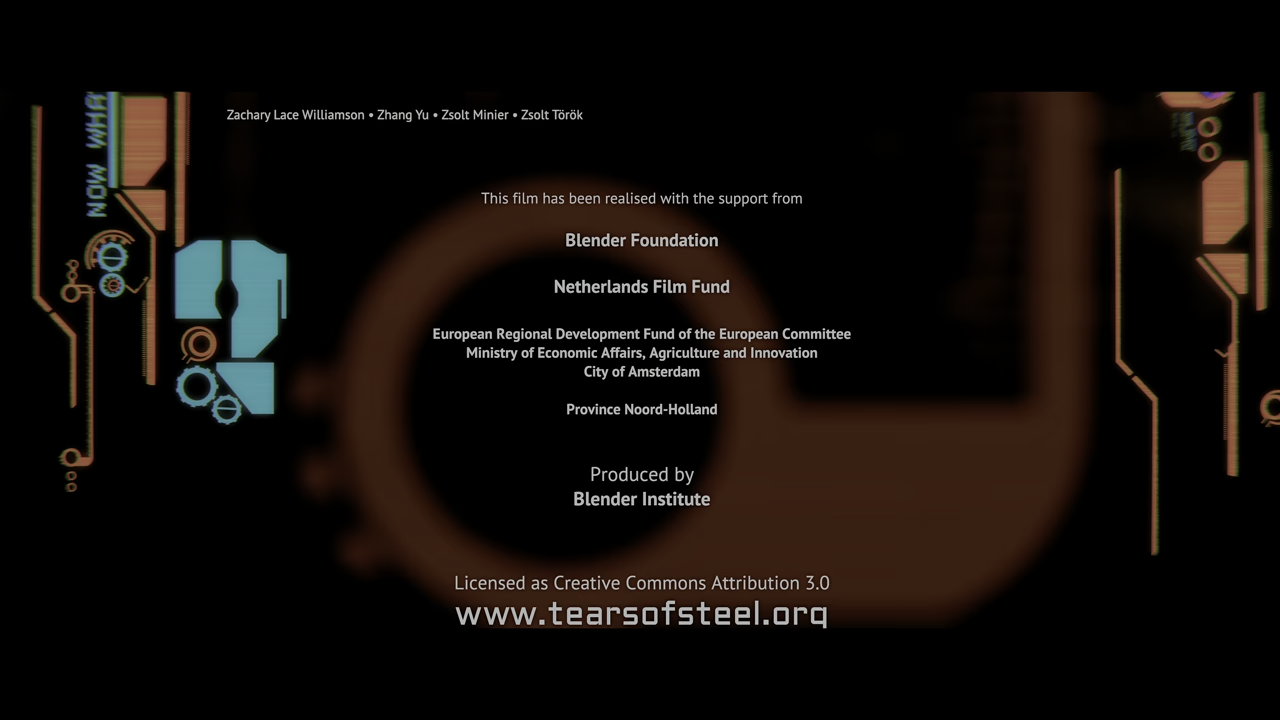 Zachary Lace Williamson • Zhang Yu • Zsolt Minier • Zsolt Török
NOW WHA
This film has been realised with the support from
Blender Foundation
Netherlands Film Fund
European Regional Development Fund of the European Committee
Ministry of Economic Affairs, Agriculture and Innovation
City of Amsterdam
Province Noord-Holland
Produced by
Blender Institute
Licensed as Creative Commons Attribution 3.0
www.tearsofsteel.org